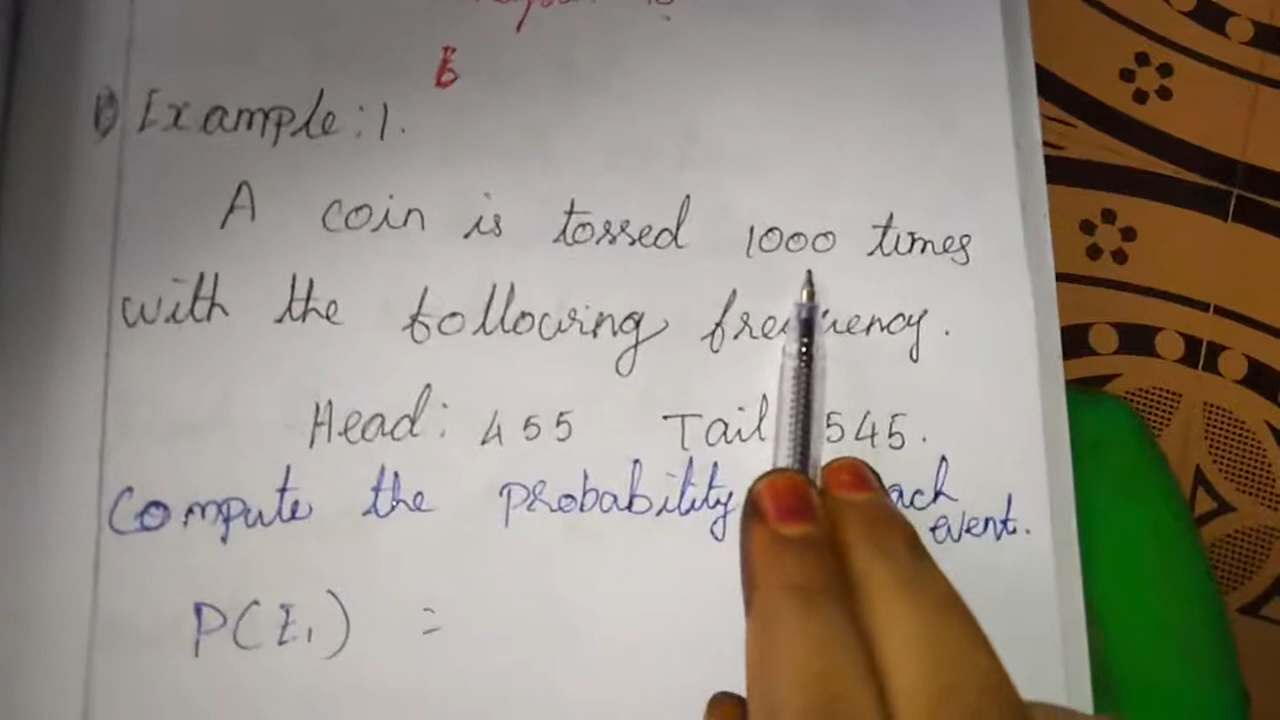 Example: 1.
A coin is tossed 1000 times
with the following frequency.
Head: 455 Tail 545.
Compute the probability each
event.
P(E₁) =